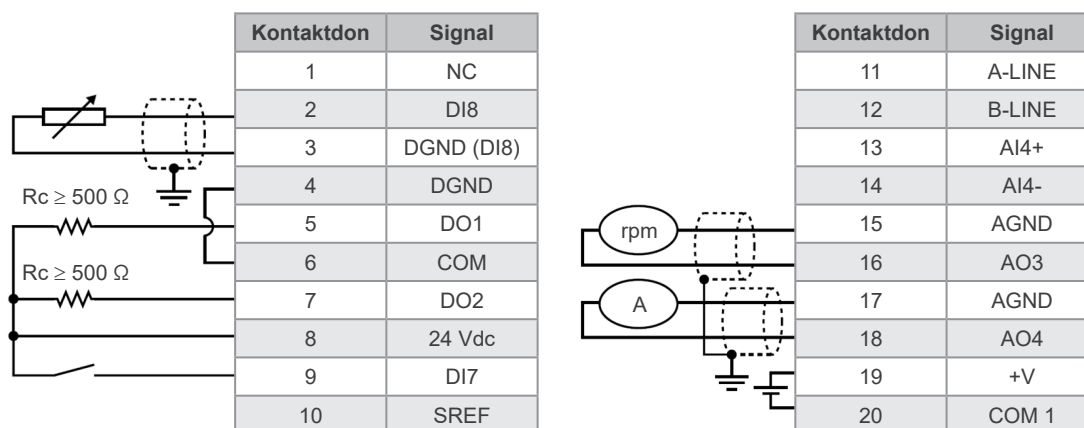 Kontaktdon Signal
1 NC
2 DI8
3 DGND (DI8)
4 DGND
5 DO1
6 COM
7 DO2
8 24 Vdc
9 DI7
10 SREF
Rc ≥ 500 Ω
Rc ≥ 500 Ω
Kontaktdon Signal
11 A-LINE
12 B-LINE
13 AI4+
14 AI4-
15 AGND
16 AO3
17 AGND
18 AO4
19 +V
20 COM 1
rpm
A